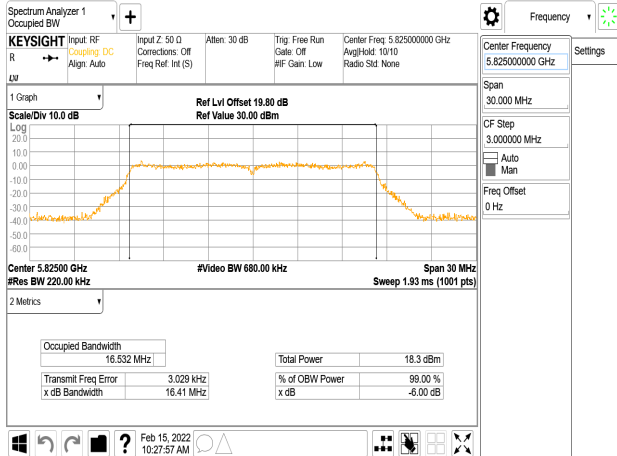 Spectrum Analyzer 1
Occupied BW
Frequency
KEYSIGHT
R
LXI
Input: RF
Coupling: DC
Align: Auto
Input Z: 50 Ω
Corrections: Off
Freq Ref: Int (S)
Atten: 30 dB
Trig: Free Run
Gate: Off
#IF Gain: Low
Center Freq: 5.825000000 GHz
Avg|Hold: 10/10
Radio Std: None
Center Frequency
5.825000000 GHz
Settings
Span
30.000 MHz
CF Step
3.000000 MHz
Auto
Man
Freq Offset
0 Hz
1 Graph
Scale/Div 10.0 dB
Ref Lvl Offset 19.80 dB
Ref Value 30.00 dBm
Log
20.0
10.0
0.00
-10.0
-20.0
-30.0
-40.0
-50.0
-60.0
Center 5.82500 GHz
#Res BW 220.00 kHz
#Video BW 680.00 kHz
Span 30 MHz
Sweep 1.93 ms (1001 pts)
2 Metrics
Occupied Bandwidth
16.532 MHz
Total Power 18.3 dBm
Transmit Freq Error 3.029 kHz
% of OBW Power 99.00 %
x dB Bandwidth 16.41 MHz
x dB -6.00 dB
?
Feb 15, 2022
10:27:57 AM